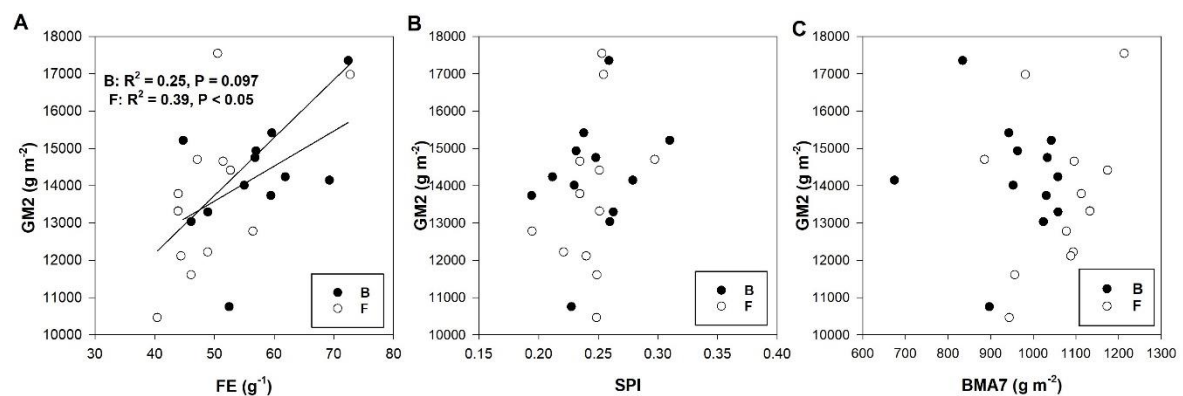 A
18000
17000
16000
15000
14000
13000
12000
11000
10000
GM2 (g m-2)
B: R2 = 0.25, P = 0.097
F: R2 = 0.39, P < 0.05
B
F
30 40 50 60 70 80
FE (g-1)
B
18000
17000
16000
15000
14000
13000
12000
11000
10000
GM2 (g m-2)
B
F
0.15 0.20 0.25 0.30 0.35 0.40
SPI
C
18000
17000
16000
15000
14000
13000
12000
11000
10000
GM2 (g m-2)
B
F
600 700 800 900 1000 1100 1200 1300
BMA7 (g m-2)